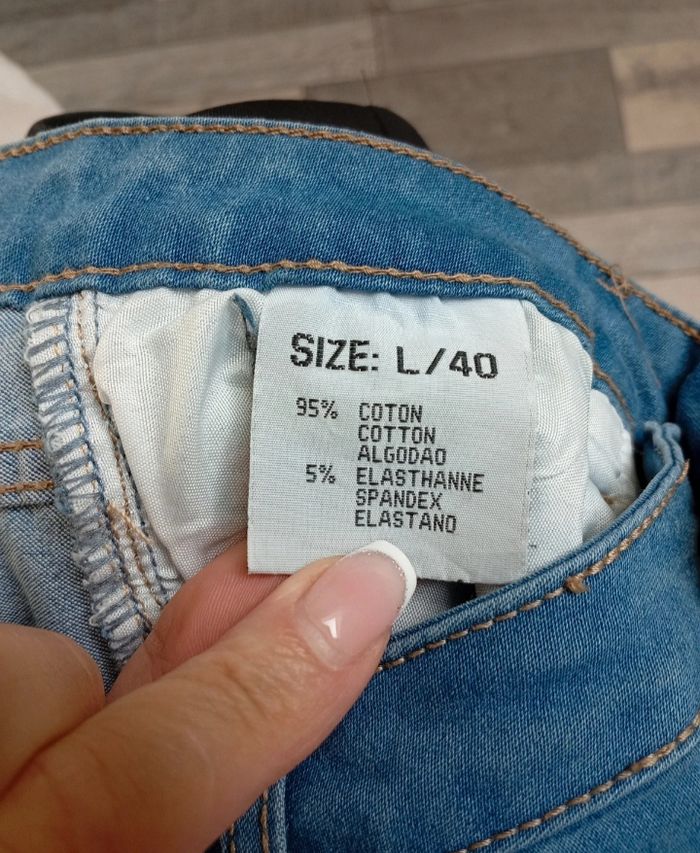 SIZE: L/40
95% COTON
COTTON
ALGODAO
5% ELASTHANNE
SPANDEX
ELASTANO